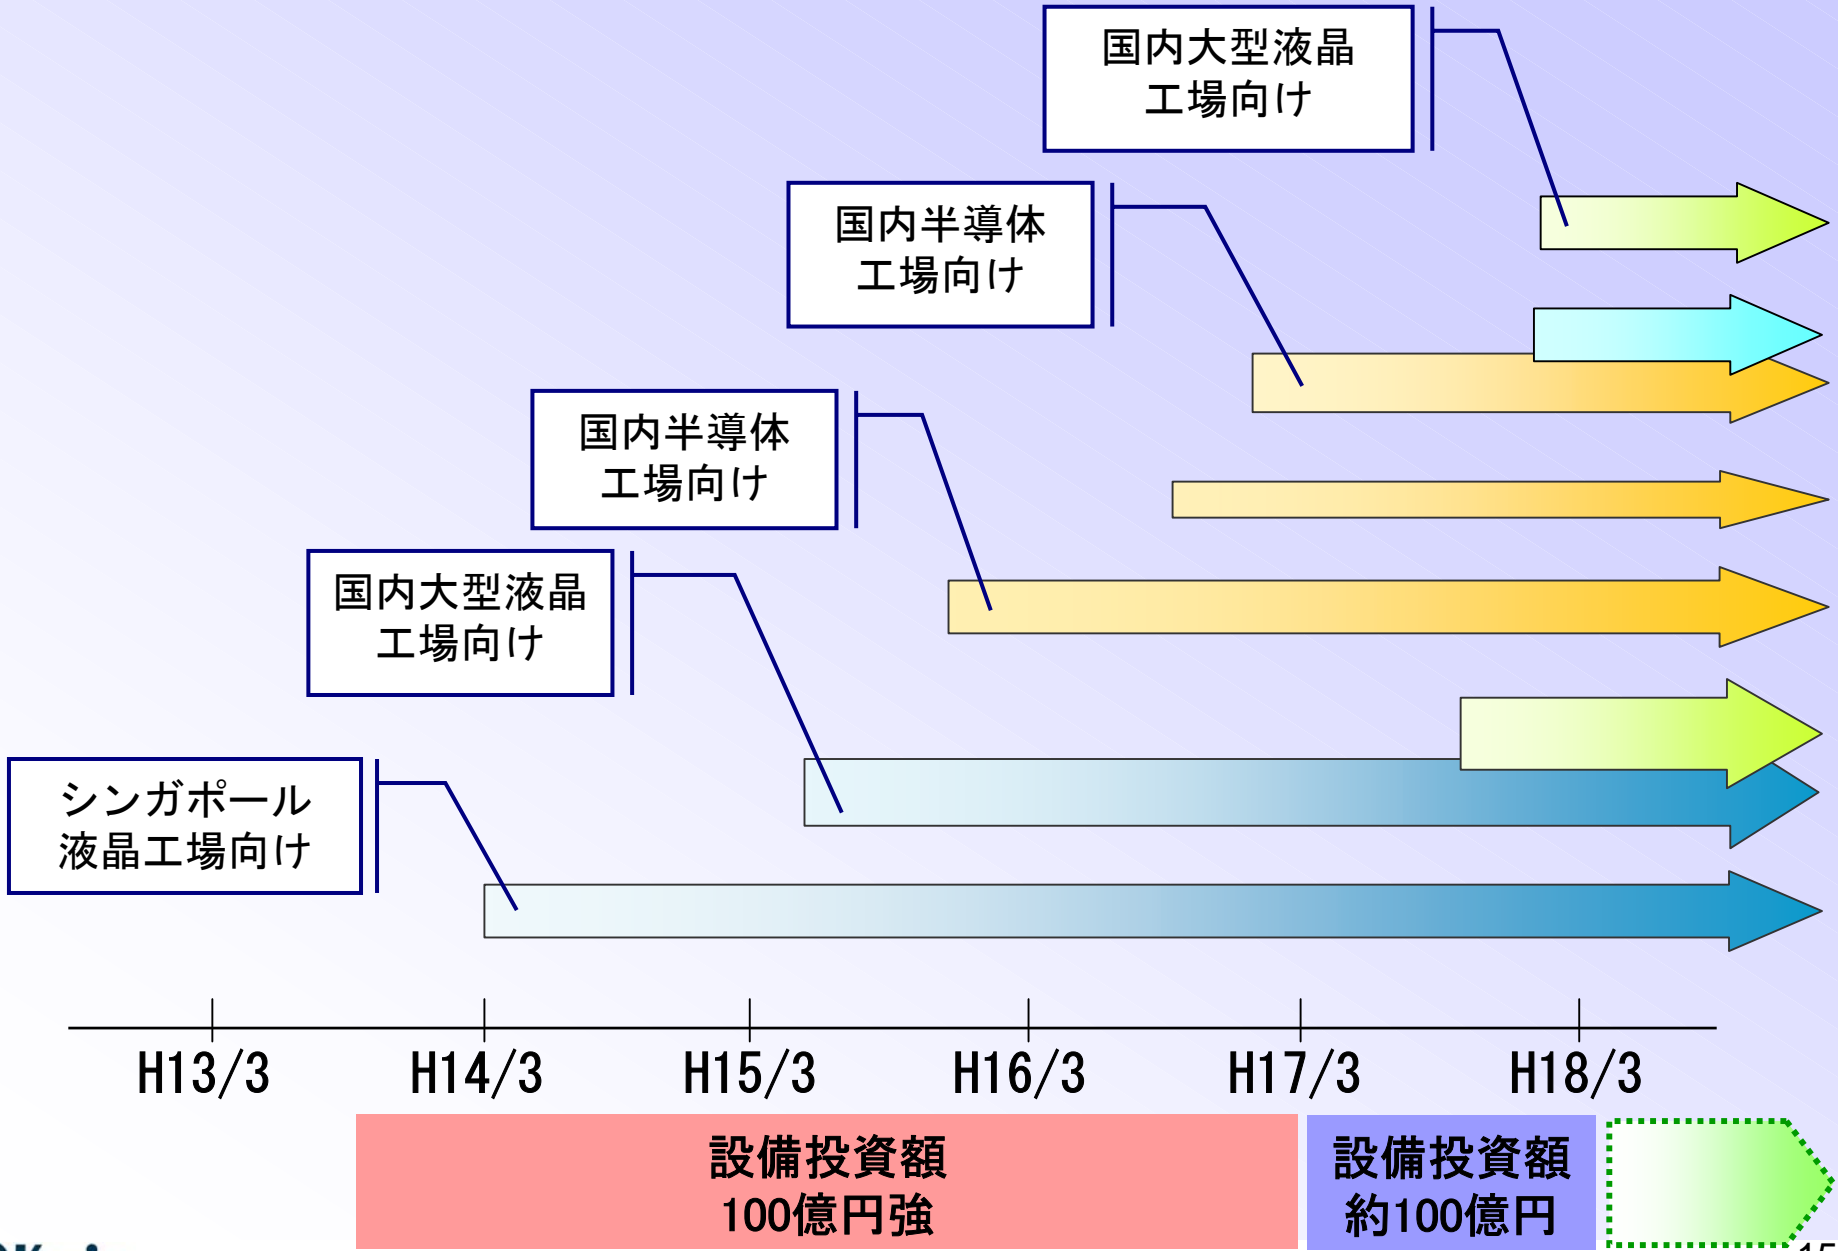 国内大型液晶
工場向け
国内半導体
工場向け
国内半導体
工場向け
国内大型液晶
工場向け
シンガポール
液晶工場向け
H13/3
H14/3
H15/3
H16/3
H17/3
H18/3
設備投資額
100億円強
設備投資額
約100億円